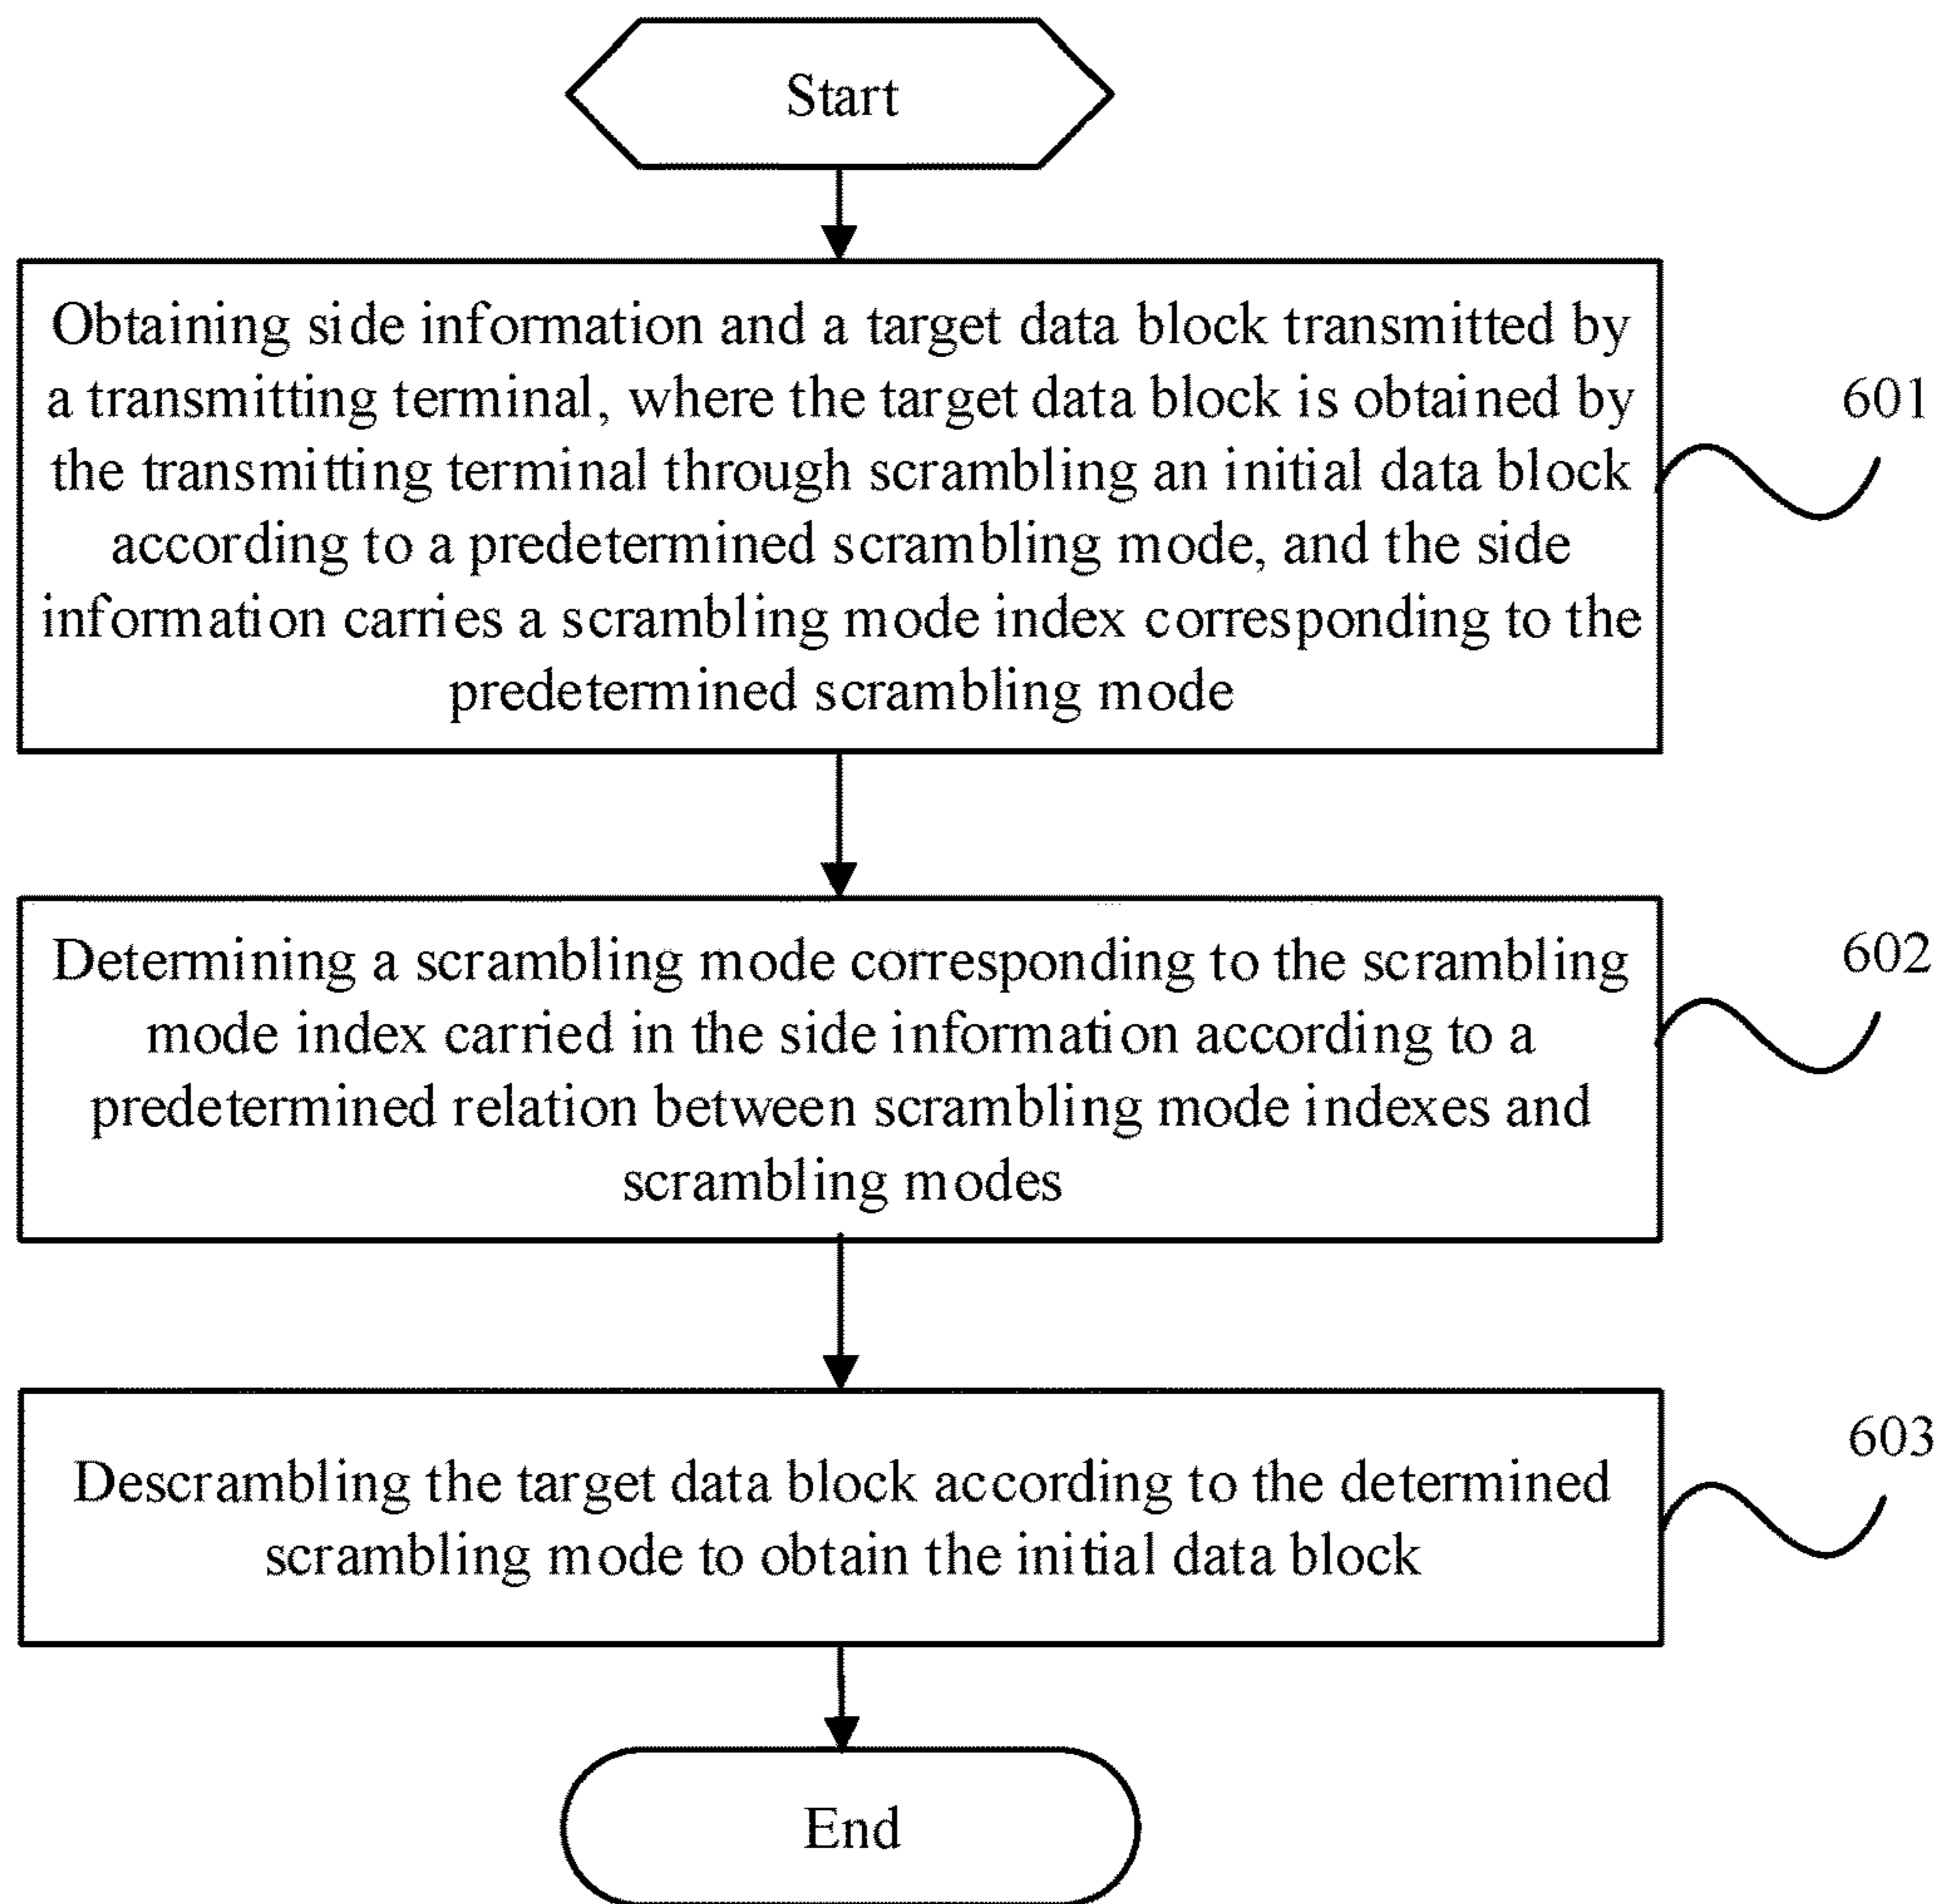 Start
Obtaining side information and a target data block transmitted by
a transmitting terminal, where the target data block is obtained by
the transmitting terminal through scrambling an initial data block
according to a predetermined scrambling mode, and the side
information carries a scrambling mode index corresponding to the
predetermined scrambling mode
601
Determining a scrambling mode corresponding to the scrambling
mode index carried in the side information according to a
predetermined relation between scrambling mode indexes and
scrambling modes
602
Descrambling the target data block according to the determined
scrambling mode to obtain the initial data block
603
End